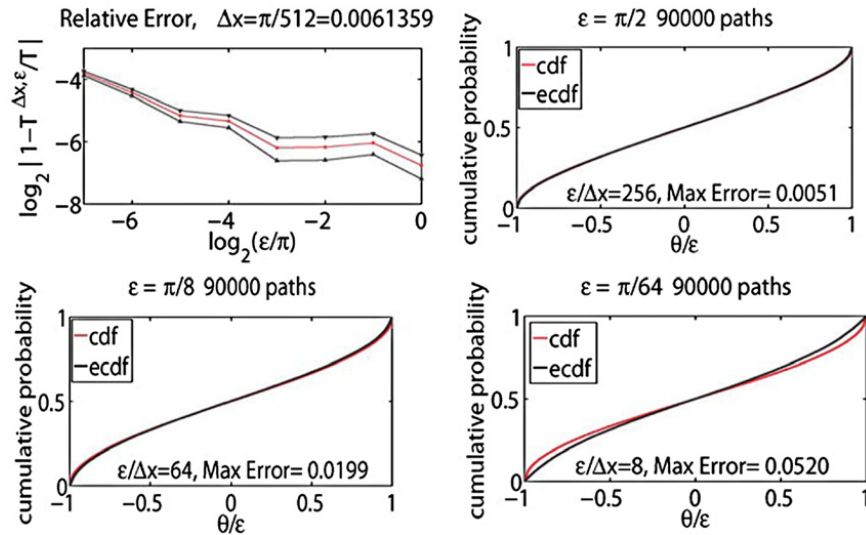 Relative Error, Δx=π/512=0.0061359
log₂ | 1-T^Δx,ε/T|
−4
−6
−8
−6
−4
−2
0
log₂(ε/π)
ε = π/2 90000 paths
cumulative probability
1
0.5
0
cdf
ecdf
ε/Δx=256, Max Error= 0.0051
−1
−0.5
0
0.5
1
θ/ε
ε = π/8 90000 paths
cumulative probability
1
0.5
0
cdf
ecdf
ε/Δx=64, Max Error= 0.0199
−1
−0.5
0
0.5
1
θ/ε
ε = π/64 90000 paths
cumulative probability
1
0.5
0
cdf
ecdf
ε/Δx=8, Max Error= 0.0520
−1
−0.5
0
0.5
1
θ/ε